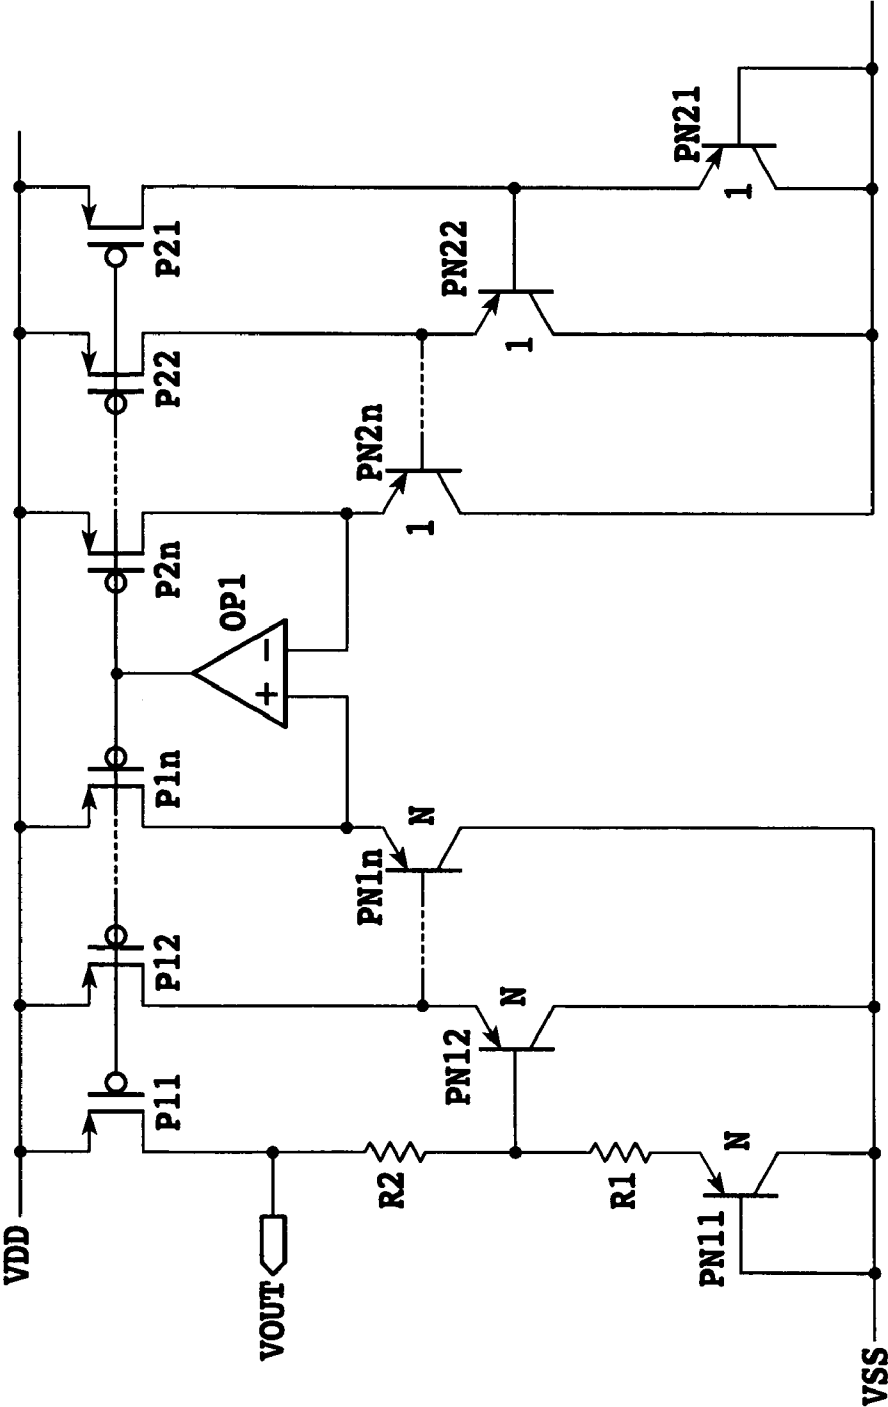 VDD
P11
P12
P1n
P2n
P22
P21
OP1
+
−
VOUT
R2
PN12
N
PN1n
N
PN2n
1
PN22
1
PN21
1
R1
PN11
N
VSS